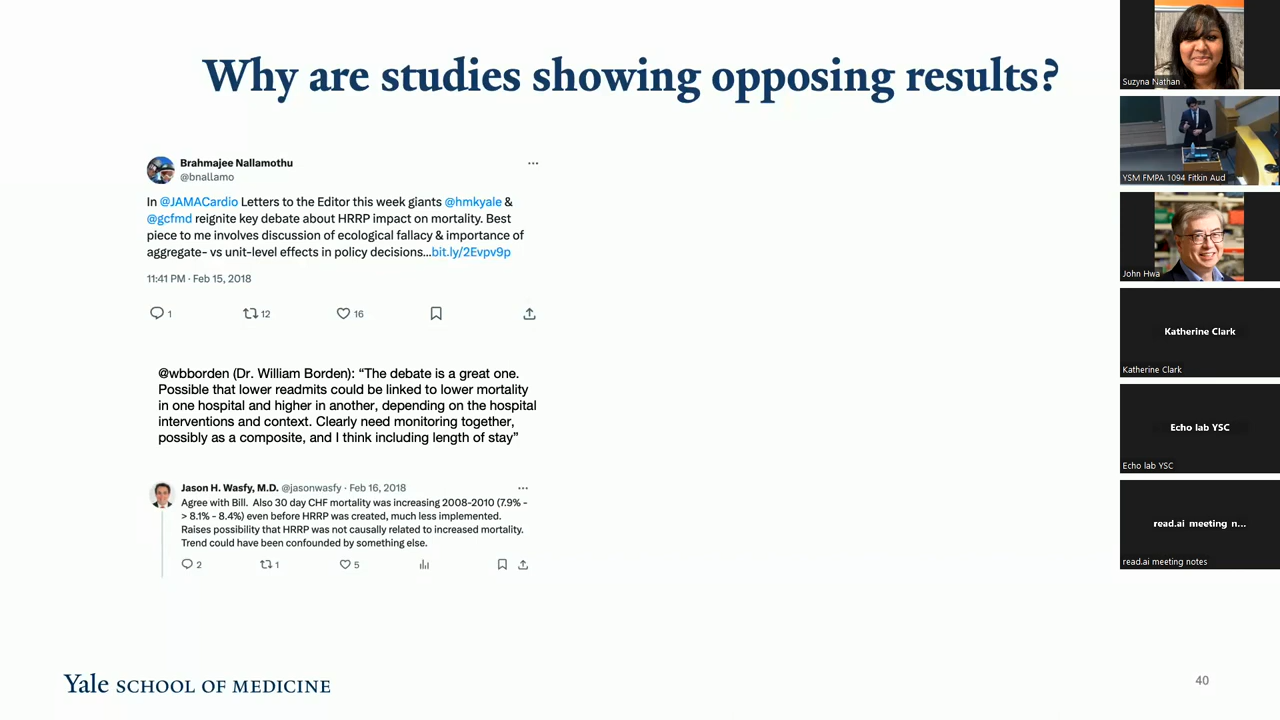 Why are studies showing opposing results?
Brahmajee Nallamothu
@bnallamo
In @JAMACardio Letters to the Editor this week giants @hmkyale &
@gcfmd reignite key debate about HRRP impact on mortality. Best
piece to me involves discussion of ecological fallacy & importance of
aggregate- vs unit-level effects in policy decisions...bit.ly/2Evpv9p
11:41 PM · Feb 15, 2018
1 12 16
@wbborden (Dr. William Borden): “The debate is a great one.
Possible that lower readmits could be linked to lower mortality
in one hospital and higher in another, depending on the hospital
interventions and context. Clearly need monitoring together,
possibly as a composite, and I think including length of stay”
Jason H. Wasfy, M.D. @jasonwasfy · Feb 16, 2018
Agree with Bill. Also 30 day CHF mortality was increasing 2008-2010 (7.9% -
> 8.1% - 8.4%) even before HRRP was created, much less implemented.
Raises possibility that HRRP was not causally related to increased mortality.
Trend could have been confounded by something else.
2 1 5
Yale SCHOOL OF MEDICINE
40
Suzyna Nathan
YSM FMPA 1094 Fitkin Aud
John Hwa
Katherine Clark
Katherine Clark
Echo lab YSC
Echo lab YSC
read.ai meeting n...
read.ai meeting notes